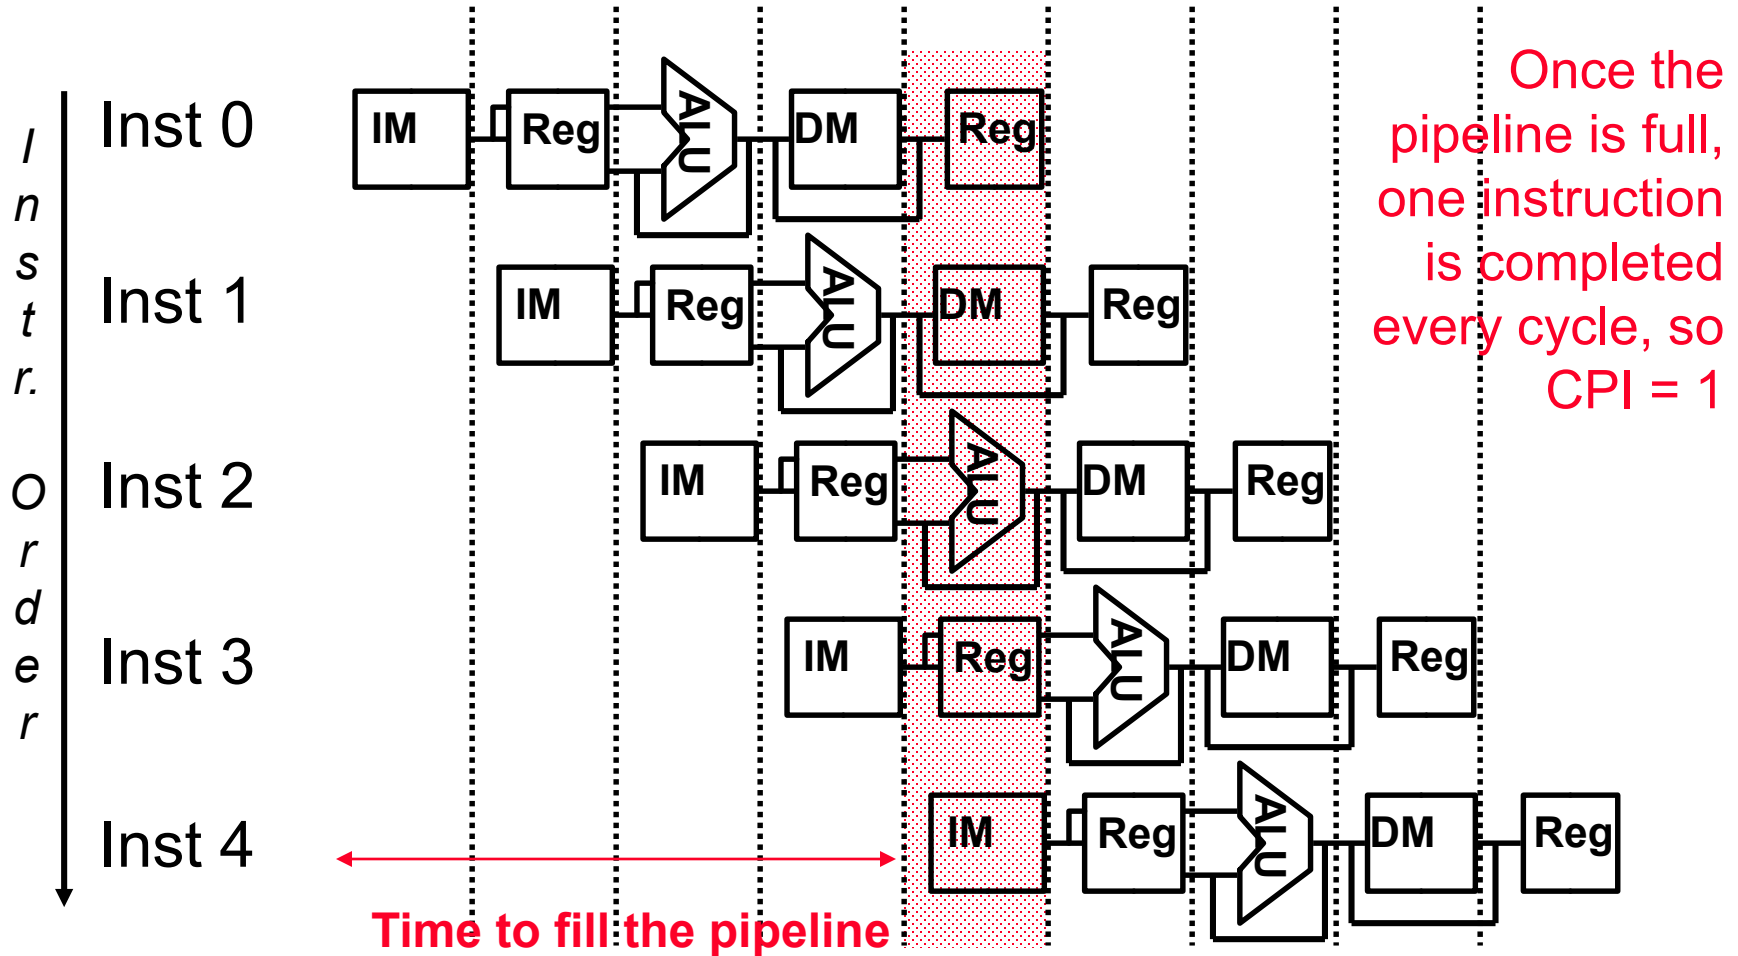 Instr. Order
Inst 0
IM Reg ALU DM Reg
Once the
pipeline is full,
one instruction
is completed
every cycle, so
CPI = 1
Inst 1
IM Reg ALU DM Reg
Inst 2
IM Reg ALU DM Reg
Inst 3
IM Reg ALU DM Reg
Inst 4
IM Reg ALU DM Reg
Time to fill the pipeline